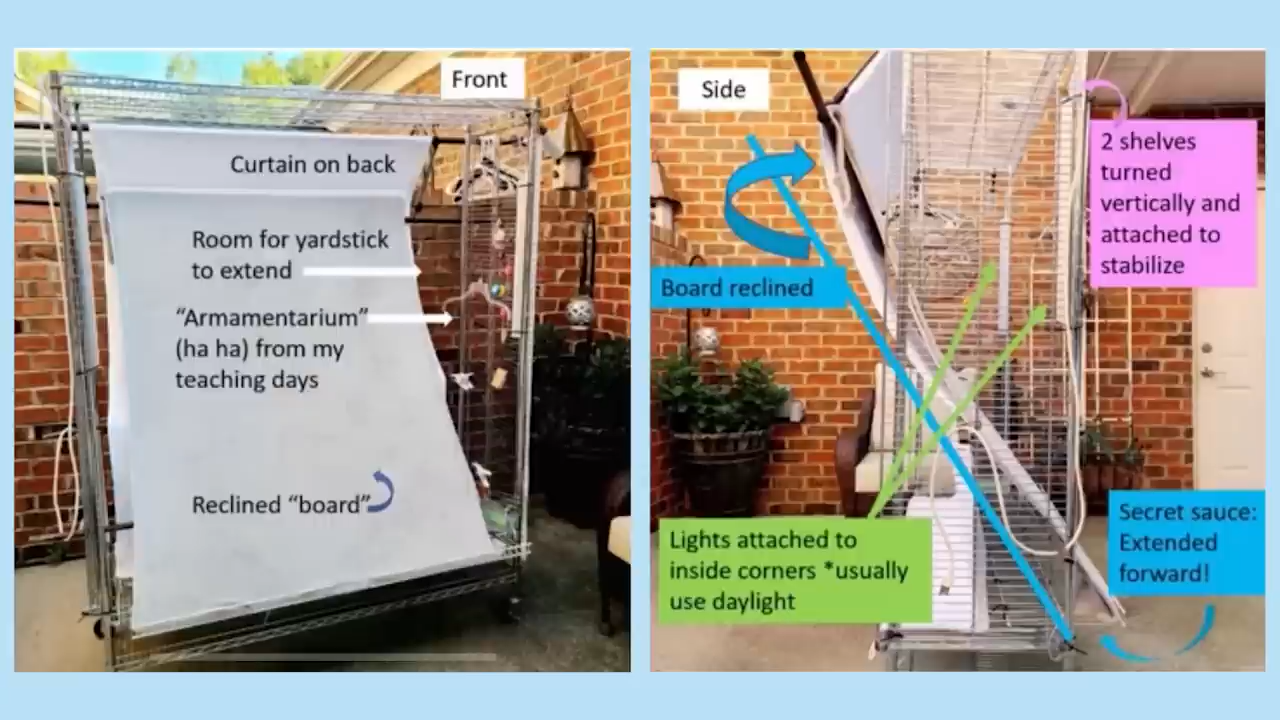 Front
Curtain on back
Room for yardstick
to extend
“Armamentarium”
(ha ha) from my
teaching days
Reclined “board”
Side
2 shelves
turned
vertically and
attached to
stabilize
Board reclined
Lights attached to
inside corners *usually
use daylight
Secret sauce:
Extended
forward!